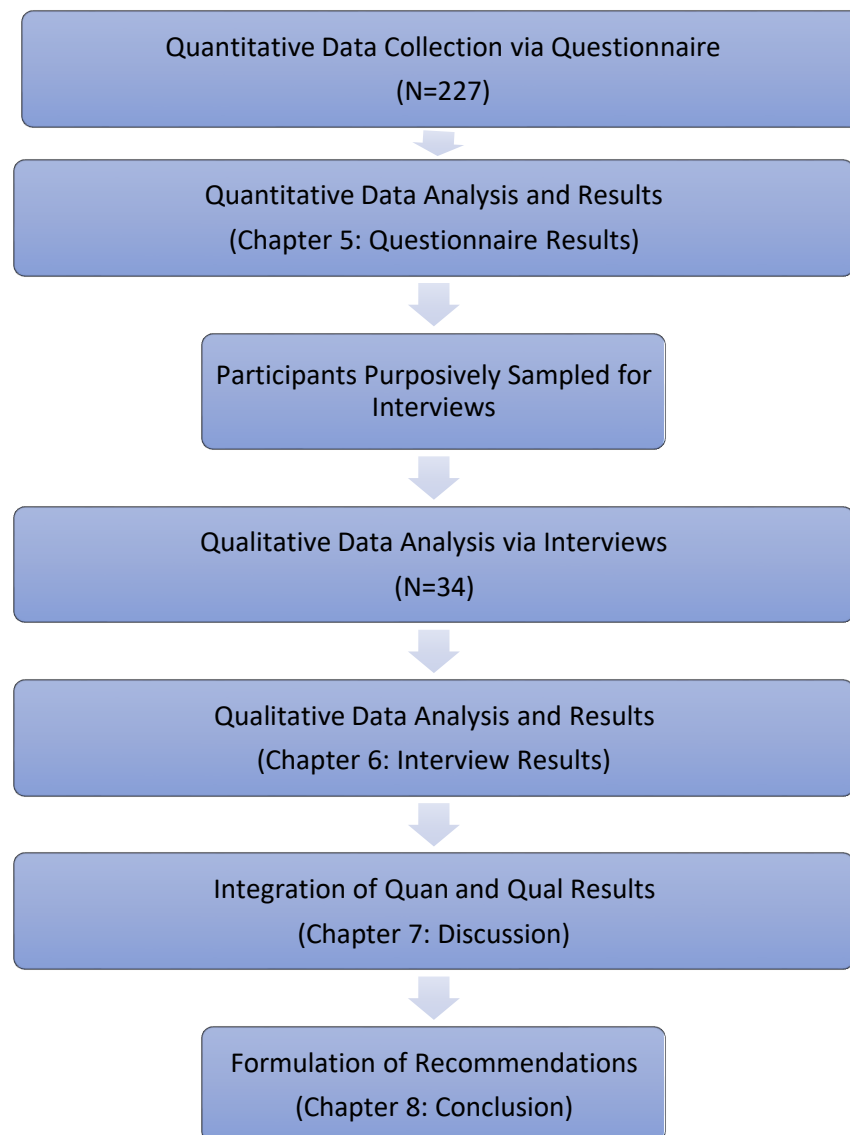 Quantitative Data Collection via Questionnaire
(N=227)
Quantitative Data Analysis and Results
(Chapter 5: Questionnaire Results)
Participants Purposively Sampled for
Interviews
Qualitative Data Analysis via Interviews
(N=34)
Qualitative Data Analysis and Results
(Chapter 6: Interview Results)
Integration of Quan and Qual Results
(Chapter 7: Discussion)
Formulation of Recommendations
(Chapter 8: Conclusion)